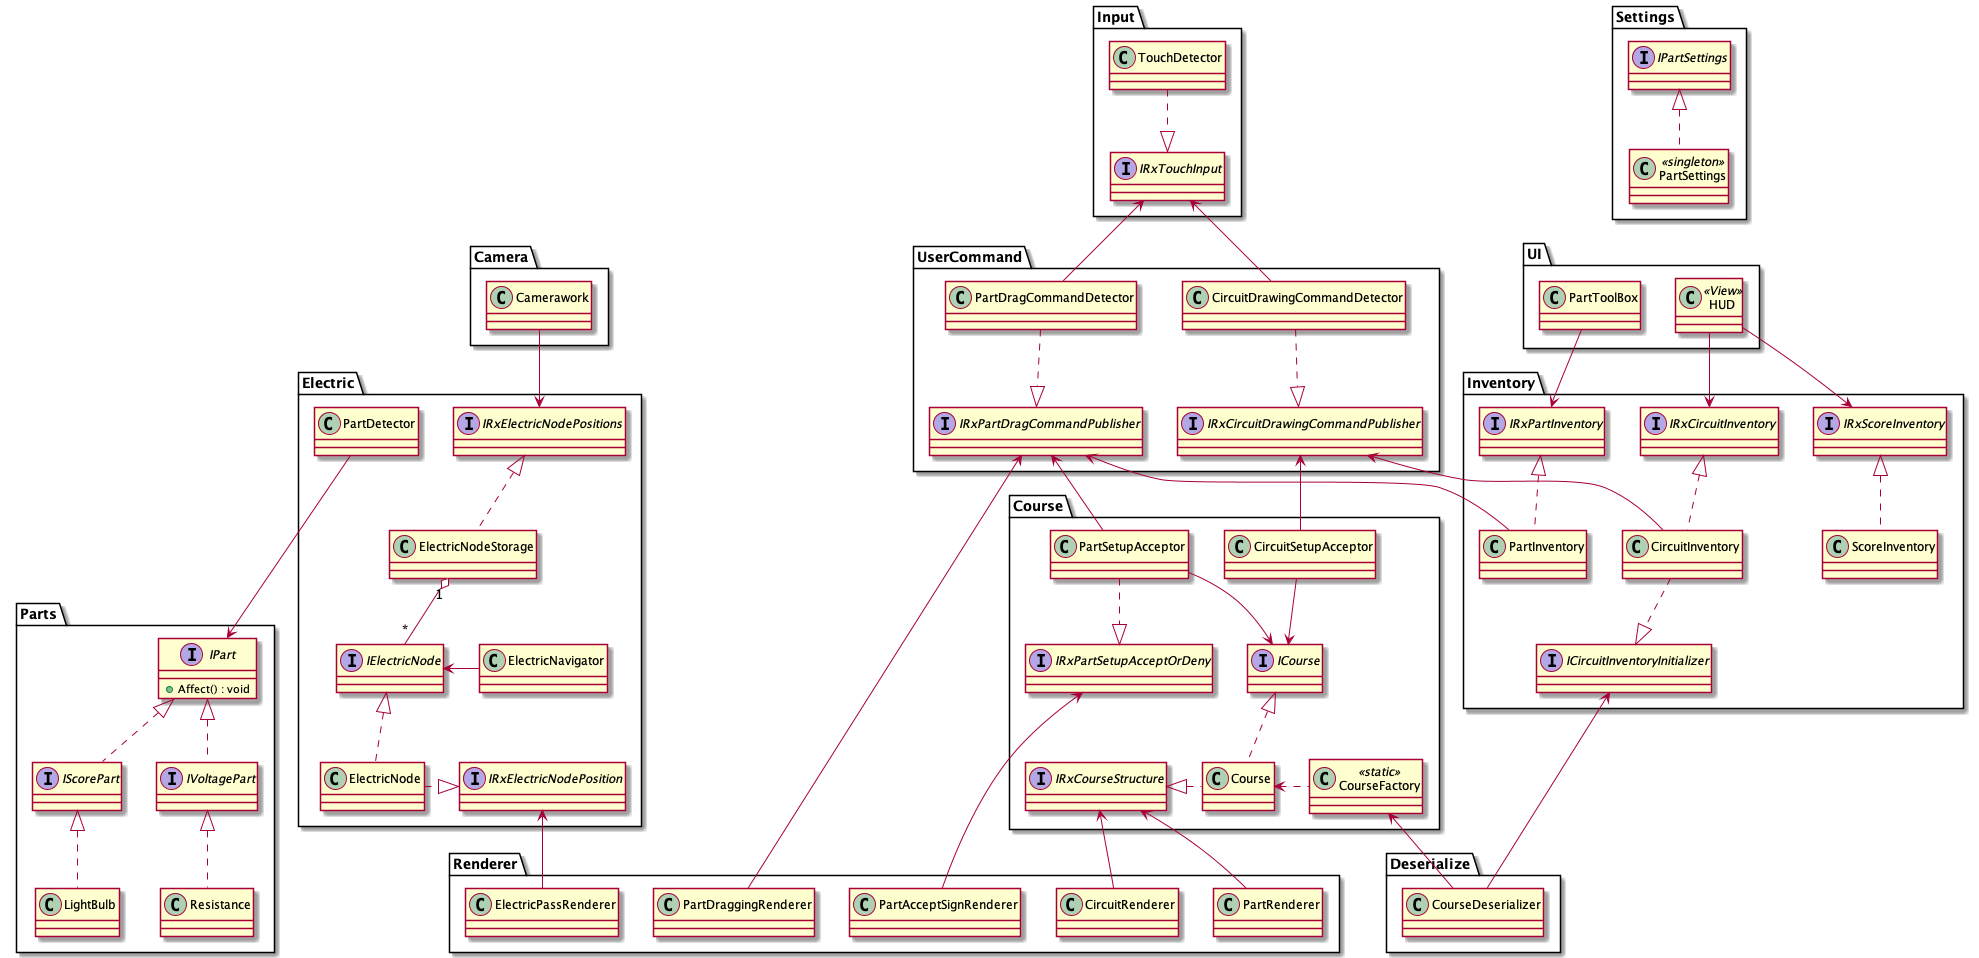 Input
C TouchDetector
I IRxTouchInput
Settings
I IPartSettings
C «singleton»
PartSettings
Camera
C Camerawork
UserCommand
C PartDragCommandDetector
C CircuitDrawingCommandDetector
I IRxPartDragCommandPublisher
I IRxCircuitDrawingCommandPublisher
UI
C PartToolBox
C «View»
HUD
Electric
C PartDetector
I IRxElectricNodePositions
C ElectricNodeStorage
1
*
I IElectricNode
C ElectricNavigator
C ElectricNode
I IRxElectricNodePosition
Inventory
I IRxPartInventory
I IRxCircuitInventory
I IRxScoreInventory
C PartInventory
C CircuitInventory
C ScoreInventory
I ICircuitInventoryInitializer
Course
C PartSetupAcceptor
C CircuitSetupAcceptor
I IRxPartSetupAcceptOrDeny
I ICourse
I IRxCourseStructure
C Course
C «static»
CourseFactory
Parts
I IPart
Affect() : void
I IScorePart
I IVoltagePart
C LightBulb
C Resistance
Renderer
C ElectricPassRenderer
C PartDraggingRenderer
C PartAcceptSignRenderer
C CircuitRenderer
C PartRenderer
Deserialize
C CourseDeserializer